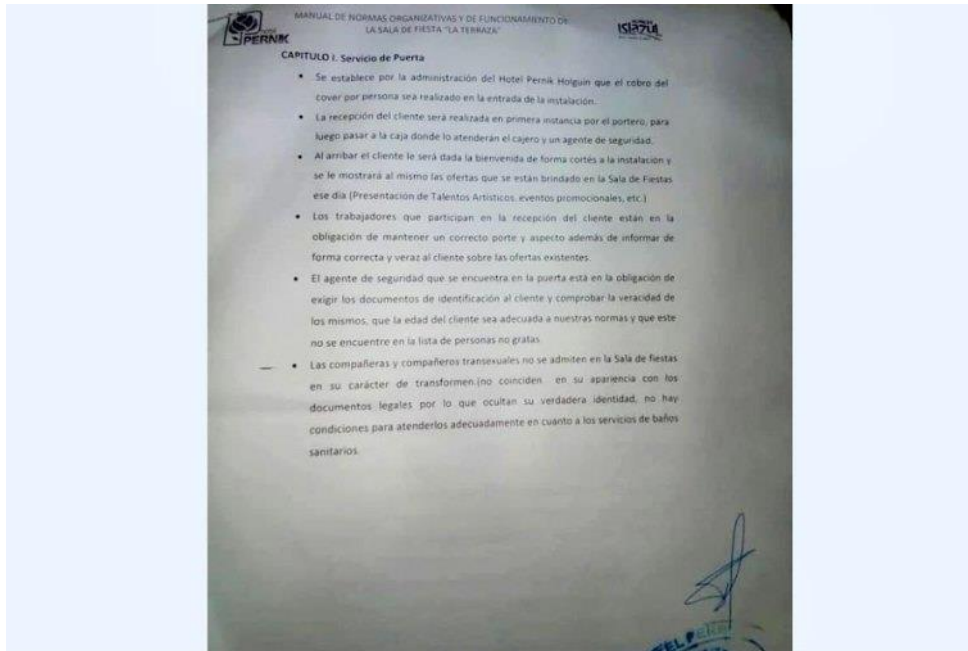 PERNIK
MANUAL DE NORMAS ORGANIZATIVAS Y DE FUNCIONAMIENTO DE
LA SALA DE FIESTA "LA TERRAZA"
ISLAZUL
CAPITULO I. Servicio de Puerta
• Se establece por la administración del Hotel Pernik Holguín que el cobro del
cover por persona sea realizado en la entrada de la instalación.
• La recepción del cliente será realizada en primera instancia por el portero, para
luego pasar a la caja donde lo atenderán el cajero y un agente de seguridad.
• Al arribar el cliente le será dada la bienvenida de forma cortés a la instalación y
se le mostrará al mismo las ofertas que se están brindado en la Sala de Fiestas
ese día (Presentación de Talentos Artísticos, eventos promocionales, etc.)
• Los trabajadores que participan en la recepción del cliente están en la
obligación de mantener un correcto porte y aspecto además de informar de
forma correcta y veraz al cliente sobre las ofertas existentes.
• El agente de seguridad que se encuentra en la puerta está en la obligación de
exigir los documentos de identificación al cliente y comprobar la veracidad de
los mismos, que la edad del cliente sea adecuada a nuestras normas y que este
no se encuentre en la lista de personas no gratas.
• Las compañeras y compañeros transexuales no se admiten en la Sala de fiestas
en su carácter de transformen.(no coinciden en su apariencia con los
documentos legales por lo que ocultan su verdadera identidad, no hay
condiciones para atenderlos adecuadamente en cuanto a los servicios de baños
sanitarios.